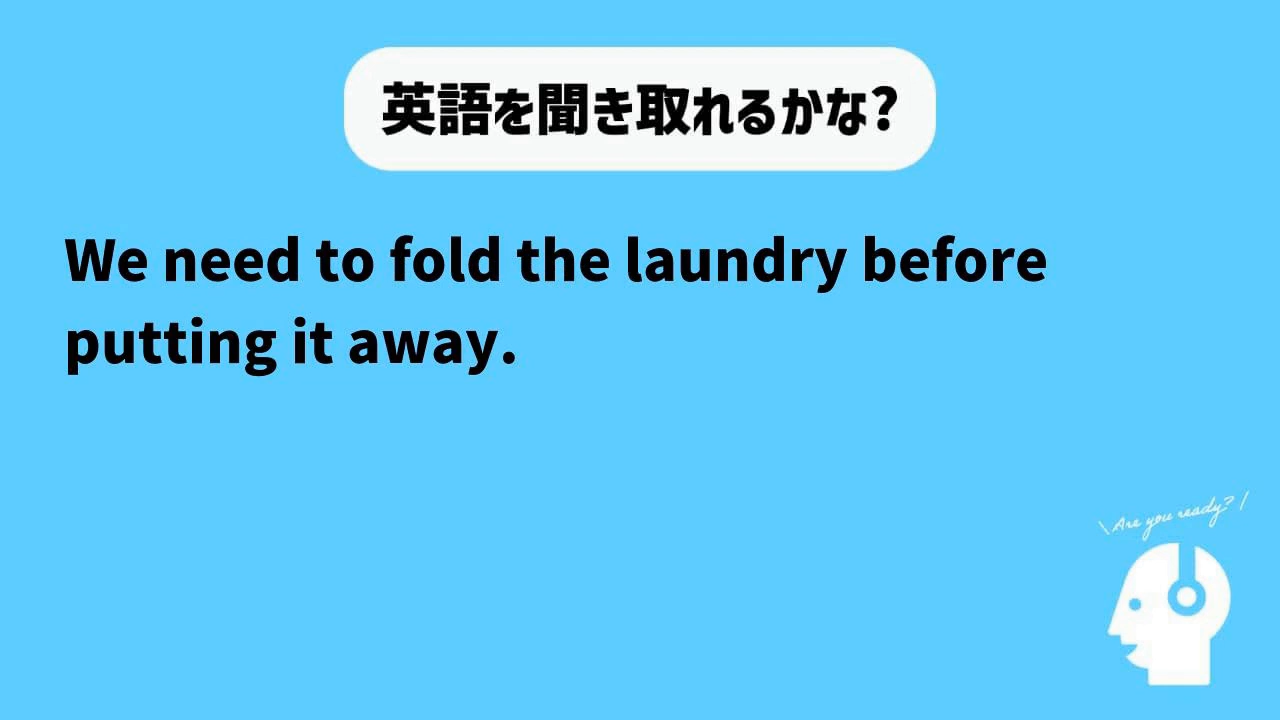 英語を聞き取れるかな?
We need to fold the laundry before
putting it away.
\Are you ready?/